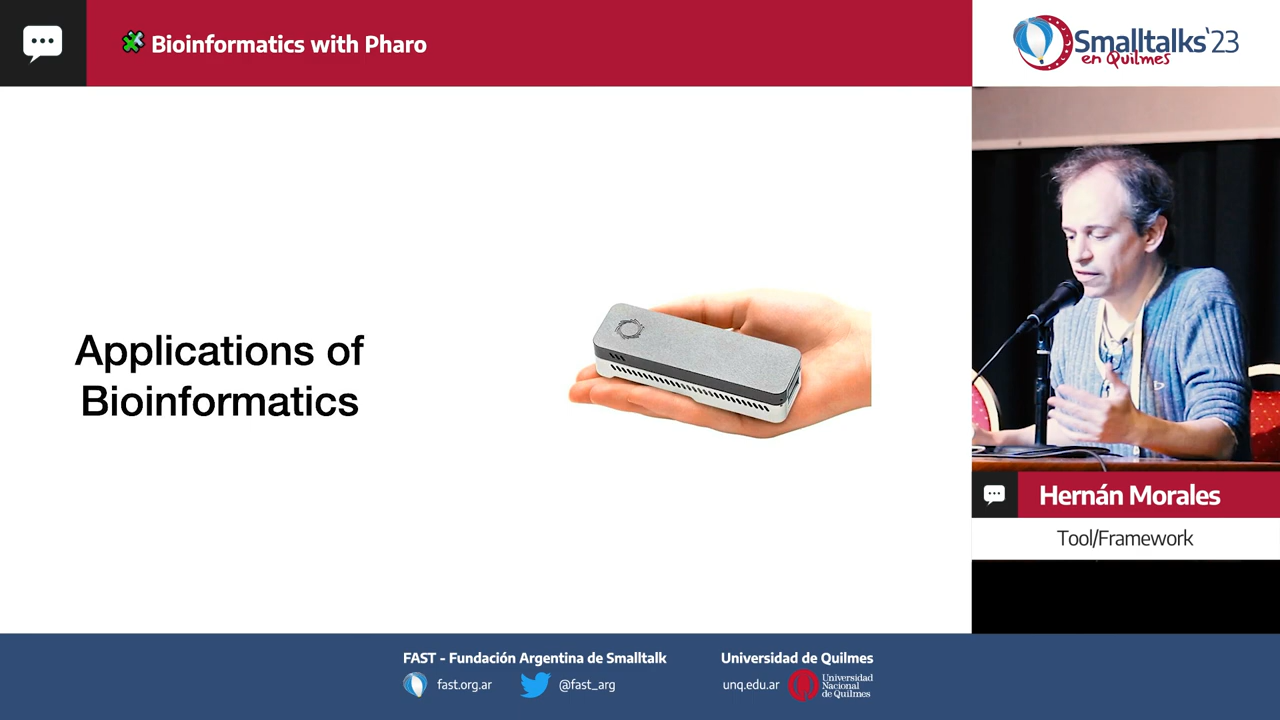 Bioinformatics with Pharo
Smalltalks'23
en Quilmes
Applications of
Bioinformatics
Hernán Morales
Tool/Framework
FAST - Fundación Argentina de Smalltalk
fast.org.ar
@fast_arg
Universidad de Quilmes
unq.edu.ar
Universidad
Nacional
de Quilmes